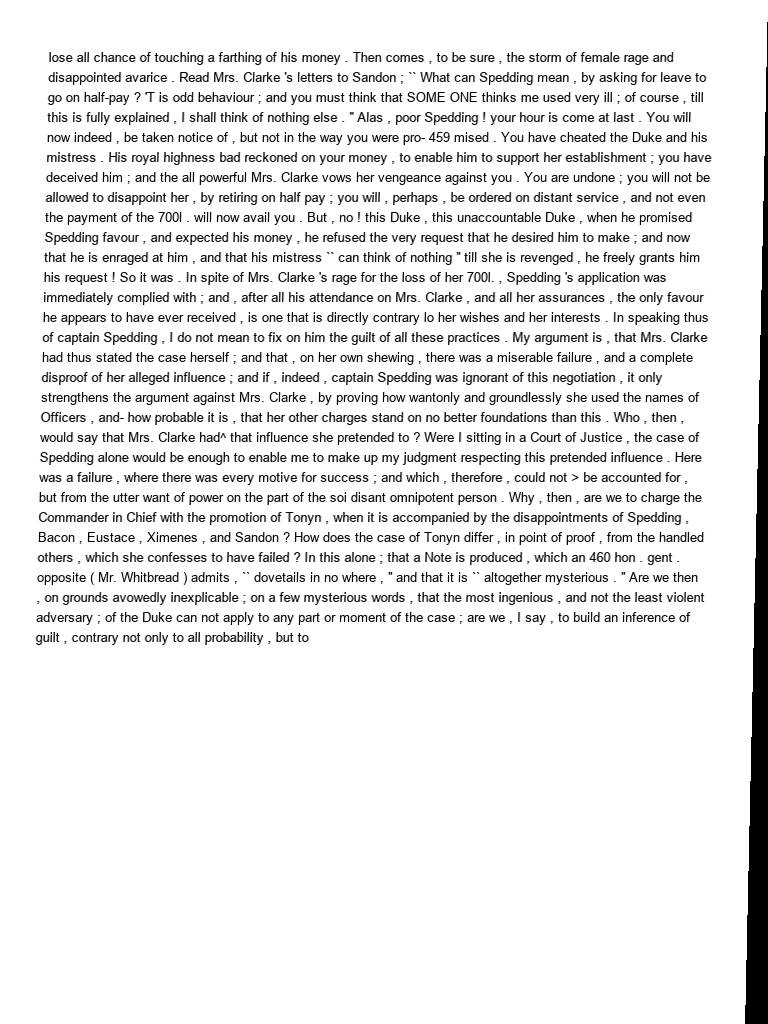 lose all chance of touching a farthing of his money . Then comes , to be sure , the storm of female rage and
disappointed avarice . Read Mrs. Clarke 's letters to Sandon ; `` What can Spedding mean , by asking for leave to
go on half-pay ? 'T is odd behaviour ; and you must think that SOME ONE thinks me used very ill ; of course , till
this is fully explained , I shall think of nothing else . " Alas , poor Spedding ! your hour is come at last . You will
now indeed , be taken notice of , but not in the way you were pro- 459 mised . You have cheated the Duke and his
mistress . His royal highness bad reckoned on your money , to enable him to support her establishment ; you have
deceived him ; and the all powerful Mrs. Clarke vows her vengeance against you . You are undone ; you will not be
allowed to disappoint her , by retiring on half pay ; you will , perhaps , be ordered on distant service , and not even
the payment of the 700l . will now avail you . But , no ! this Duke , this unaccountable Duke , when he promised
Spedding favour , and expected his money , he refused the very request that he desired him to make ; and now
that he is enraged at him , and that his mistress `` can think of nothing " till she is revenged , he freely grants him
his request ! So it was . In spite of Mrs. Clarke 's rage for the loss of her 700l. , Spedding 's application was
immediately complied with ; and , after all his attendance on Mrs. Clarke , and all her assurances , the only favour
he appears to have ever received , is one that is directly contrary lo her wishes and her interests . In speaking thus
of captain Spedding , I do not mean to fix on him the guilt of all these practices . My argument is , that Mrs. Clarke
had thus stated the case herself ; and that , on her own shewing , there was a miserable failure , and a complete
disproof of her alleged influence ; and if , indeed , captain Spedding was ignorant of this negotiation , it only
strengthens the argument against Mrs. Clarke , by proving how wantonly and groundlessly she used the names of
Officers , and- how probable it is , that her other charges stand on no better foundations than this . Who , then ,
would say that Mrs. Clarke had^ that influence she pretended to ? Were I sitting in a Court of Justice , the case of
Spedding alone would be enough to enable me to make up my judgment respecting this pretended influence . Here
was a failure , where there was every motive for success ; and which , therefore , could not > be accounted for ,
but from the utter want of power on the part of the soi disant omnipotent person . Why , then , are we to charge the
Commander in Chief with the promotion of Tonyn , when it is accompanied by the disappointments of Spedding ,
Bacon , Eustace , Ximenes , and Sandon ? How does the case of Tonyn differ , in point of proof , from the handled
others , which she confesses to have failed ? In this alone ; that a Note is produced , which an 460 hon . gent .
opposite ( Mr. Whitbread ) admits , `` dovetails in no where , " and that it is `` altogether mysterious . " Are we then
, on grounds avowedly inexplicable ; on a few mysterious words , that the most ingenious , and not the least violent
adversary ; of the Duke can not apply to any part or moment of the case ; are we , I say , to build an inference of
guilt , contrary not only to all probability , but to